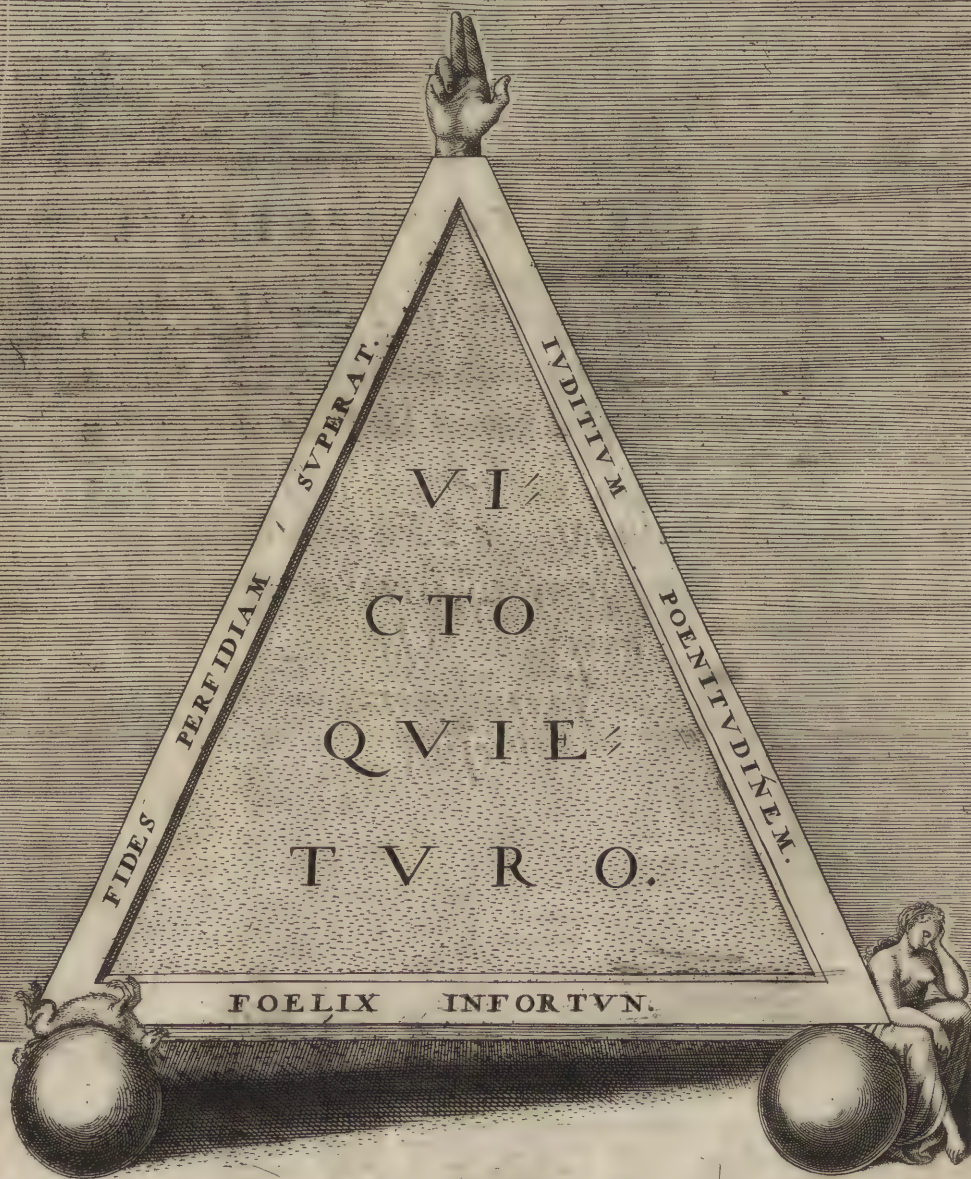 FIDES PERFIDIAM SVPERAT.
IVDITIVM POENITVDINEM.
VI⸗
CTO
QVIE⸗
TVRO.
FOELIX INFORTVN.